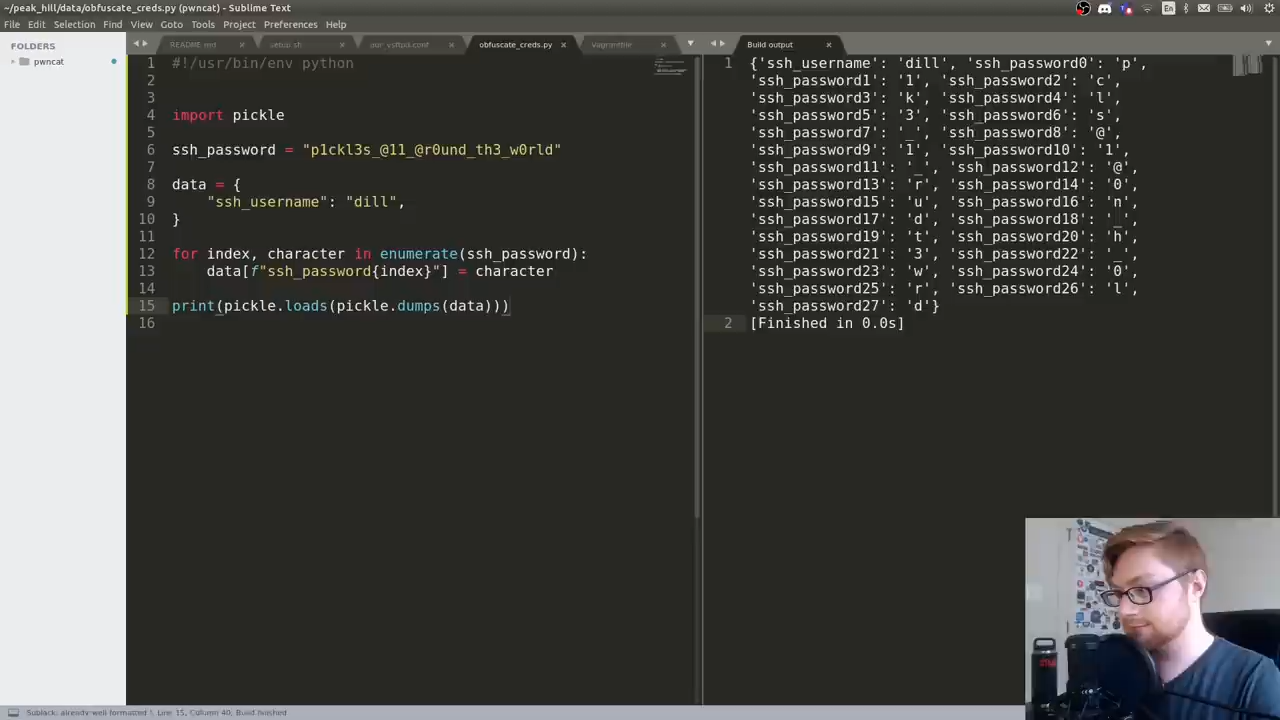 ~/peak_hill/data/obfuscate_creds.py (pwncat) - Sublime Text
En
File Edit Selection Find View Goto Tools Project Preferences Help
FOLDERS
pwncat
README.md
setup.sh
our_vsftpd.conf
obfuscate_creds.py
Vagrantfile
Build output
1 #!/usr/bin/env python
2
3
4 import pickle
5
6 ssh_password = "p1ckl3s_@11_@r0und_th3_w0rld"
7
8 data = {
9 "ssh_username": "dill",
10 }
11
12 for index, character in enumerate(ssh_password):
13 data[f"ssh_password{index}"] = character
14
15 print(pickle.loads(pickle.dumps(data)))
16
1 {'ssh_username': 'dill', 'ssh_password0': 'p',
'ssh_password1': '1', 'ssh_password2': 'c',
'ssh_password3': 'k', 'ssh_password4': 'l',
'ssh_password5': '3', 'ssh_password6': 's',
'ssh_password7': '_', 'ssh_password8': '@',
'ssh_password9': '1', 'ssh_password10': '1',
'ssh_password11': '_', 'ssh_password12': '@',
'ssh_password13': 'r', 'ssh_password14': '0',
'ssh_password15': 'u', 'ssh_password16': 'n',
'ssh_password17': 'd', 'ssh_password18': '_',
'ssh_password19': 't', 'ssh_password20': 'h',
'ssh_password21': '3', 'ssh_password22': '_',
'ssh_password23': 'w', 'ssh_password24': '0',
'ssh_password25': 'r', 'ssh_password26': 'l',
'ssh_password27': 'd'}
2 [Finished in 0.0s]
Sublack: already well formatted !, Line 15, Column 40, Build finished